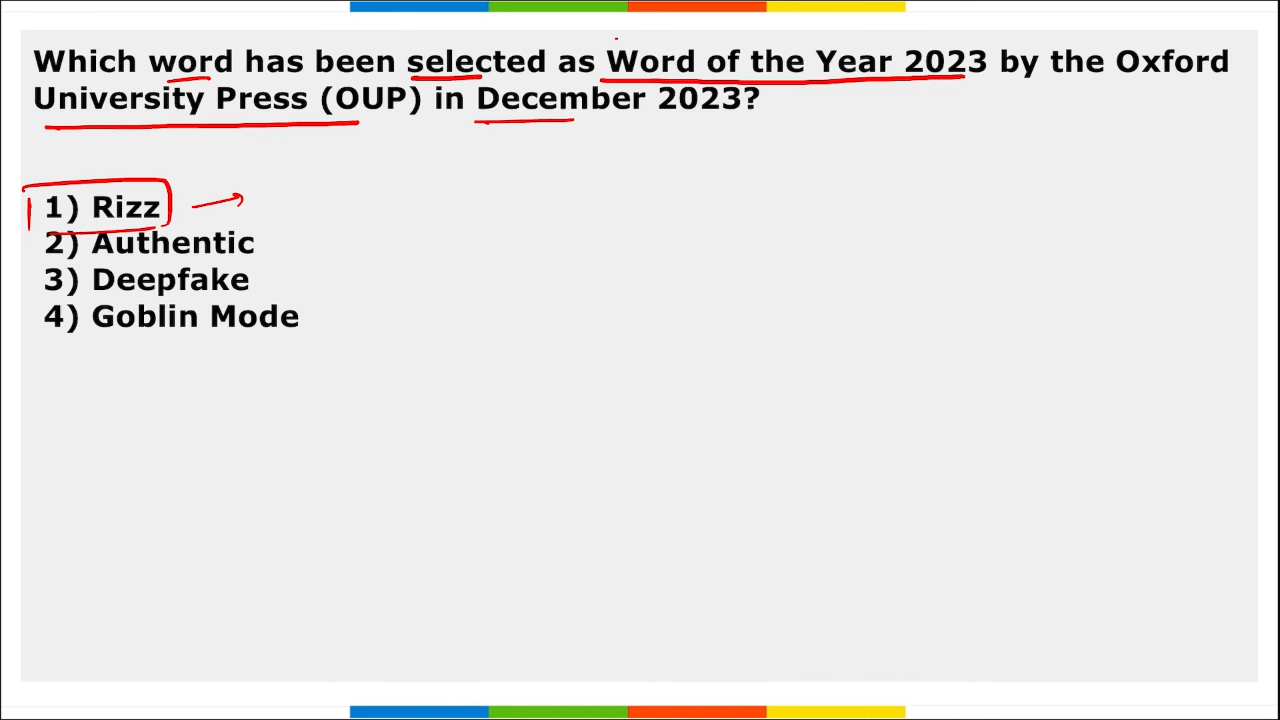 Which word has been selected as Word of the Year 2023 by the Oxford
University Press (OUP) in December 2023?
1) Rizz
2) Authentic
3) Deepfake
4) Goblin Mode